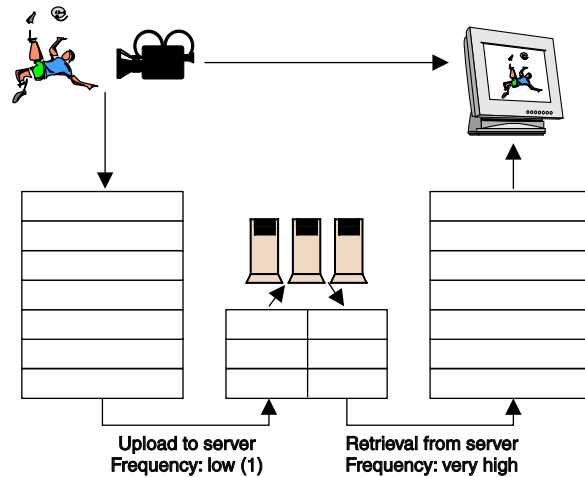 Upload to server
Frequency: low (1)
Retrieval from server
Frequency: very high